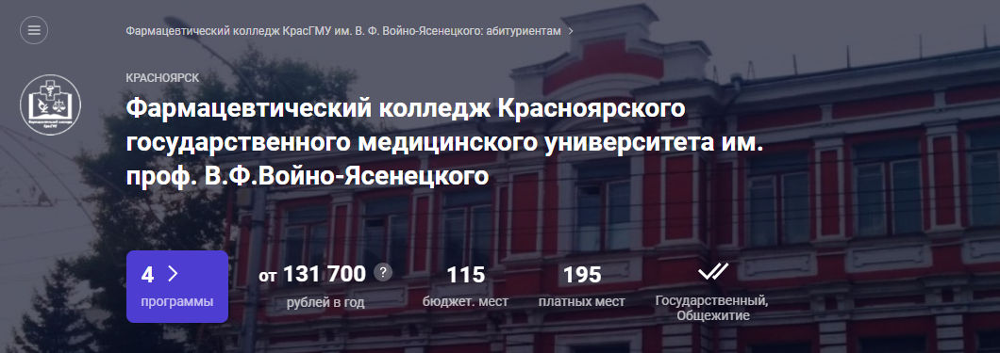 Фармацевтический колледж КрасГМУ им. В. Ф. Войно-Ясенецкого: абитуриентам
КРАСНОЯРСК
Фармацевтический колледж Красноярского
государственного медицинского университета им.
проф. В.Ф.Войно-Ясенецкого
4
программы
от 131 700 ?
рублей в год
115
бюджет. мест
195
платных мест
Государственный,
Общежитие